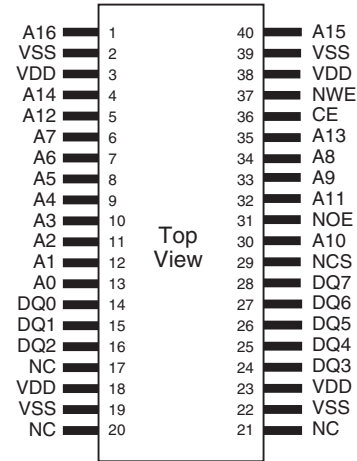 A16 1 40 A15
VSS 2 39 VSS
VDD 3 38 VDD
A14 4 37 NWE
A12 5 36 CE
A7 6 35 A13
A6 7 34 A8
A5 8 33 A9
A4 9 32 A11
A3 10 31 NOE
A2 11 30 A10
A1 12 29 NCS
A0 13 28 DQ7
DQ0 14 27 DQ6
DQ1 15 26 DQ5
DQ2 16 25 DQ4
NC 17 24 DQ3
VDD 18 23 VDD
VSS 19 22 VSS
NC 20 21 NC
Top
View